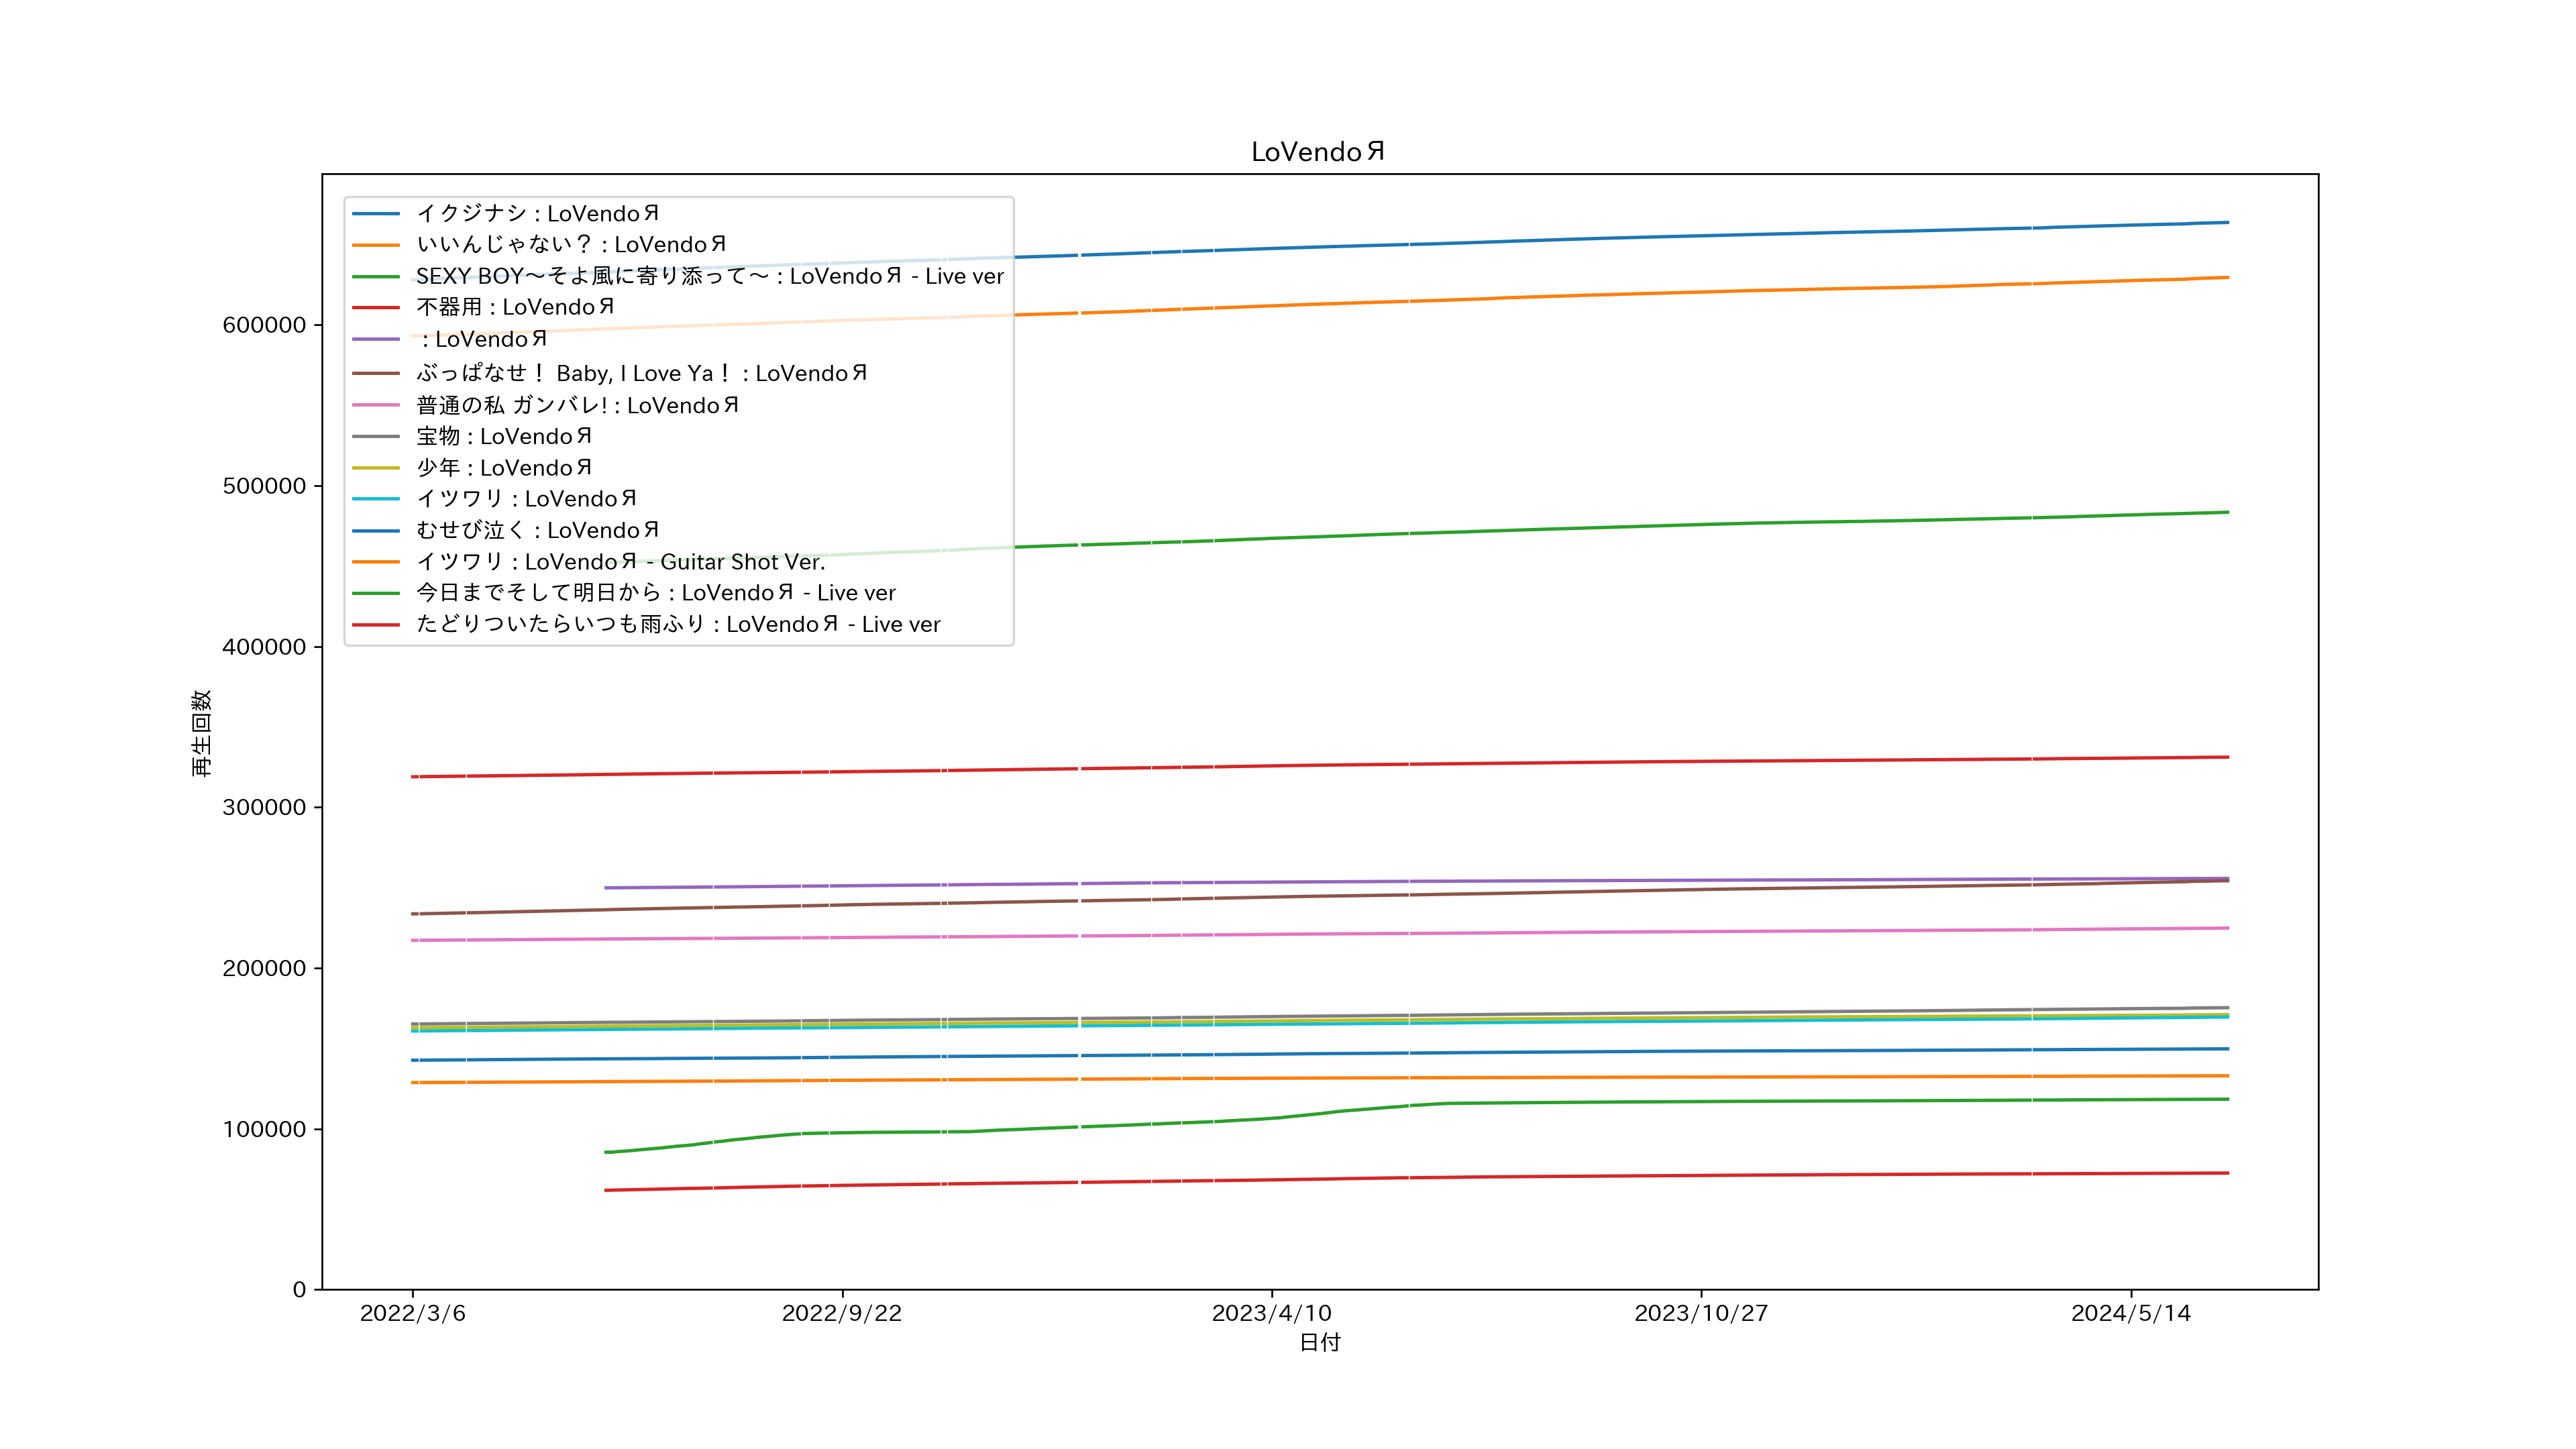 LoVendoЯ
イクジナシ : LoVendoЯ
いいんじゃない？ : LoVendoЯ
SEXY BOY～そよ風に寄り添って～ : LoVendoЯ - Live ver
不器用 : LoVendoЯ
: LoVendoЯ
ぶっぱなせ！ Baby, I Love Ya！ : LoVendoЯ
普通の私 ガンバレ! : LoVendoЯ
宝物 : LoVendoЯ
少年 : LoVendoЯ
イツワリ : LoVendoЯ
むせび泣く : LoVendoЯ
イツワリ : LoVendoЯ - Guitar Shot Ver.
今日までそして明日から : LoVendoЯ - Live ver
たどりついたらいつも雨ふり : LoVendoЯ - Live ver
600000
500000
400000
300000
200000
100000
0
再生回数
2022/3/6 2022/9/22 2023/4/10 2023/10/27 2024/5/14
日付